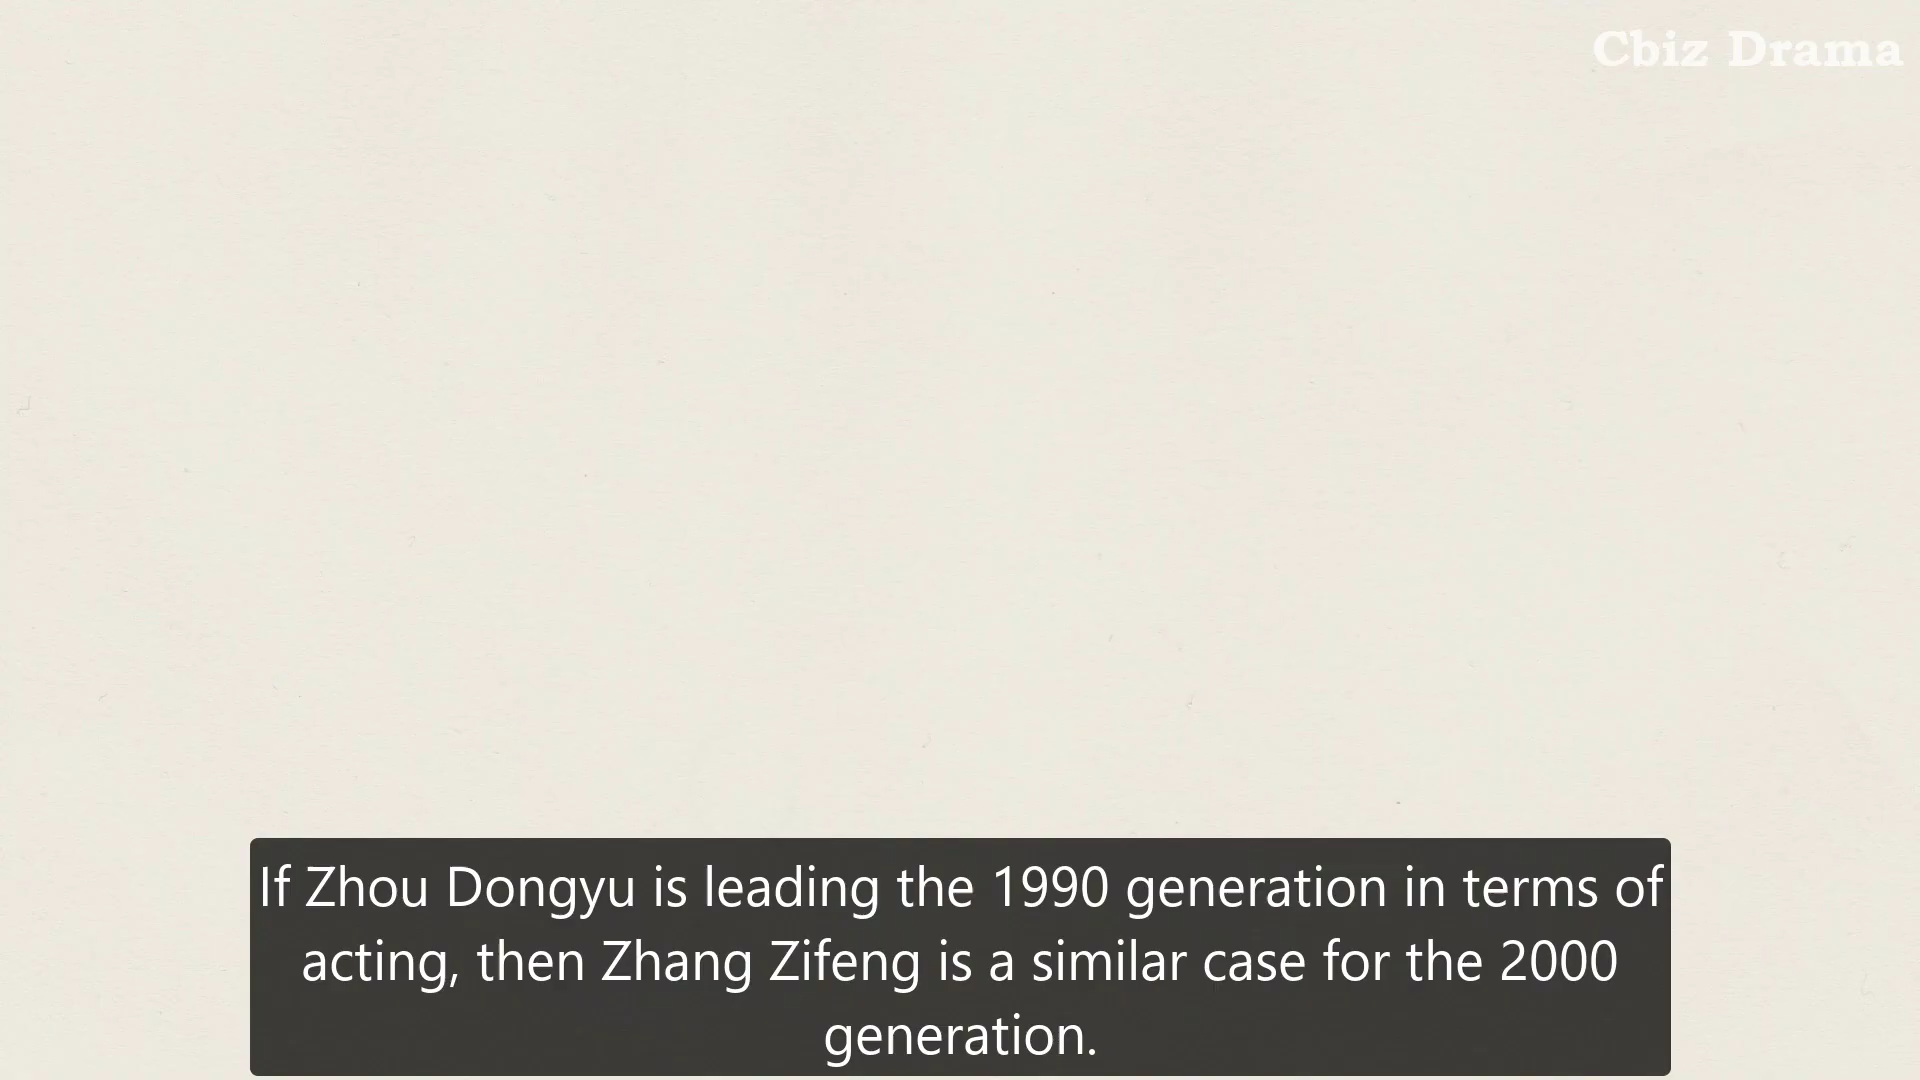 Cbiz Drama
If Zhou Dongyu is leading the 1990 generation in terms of
acting, then Zhang Zifeng is a similar case for the 2000
generation.